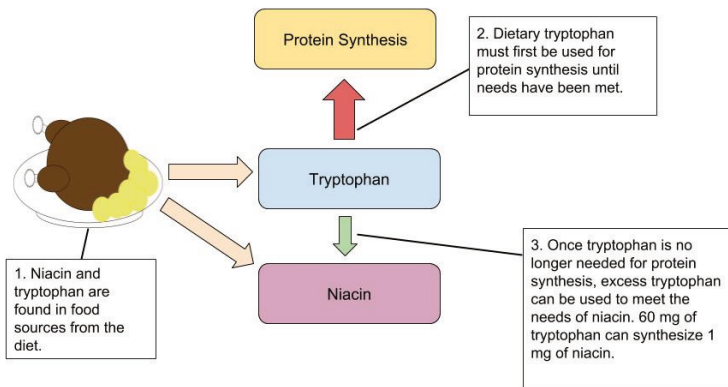 Protein Synthesis
2. Dietary tryptophan
must first be used for
protein synthesis until
needs have been met.
Tryptophan
1. Niacin and
tryptophan are
found in food
sources from the
diet.
Niacin
3. Once tryptophan is no
longer needed for protein
synthesis, excess tryptophan
can be used to meet the
needs of niacin. 60 mg of
tryptophan can synthesize 1
mg of niacin.